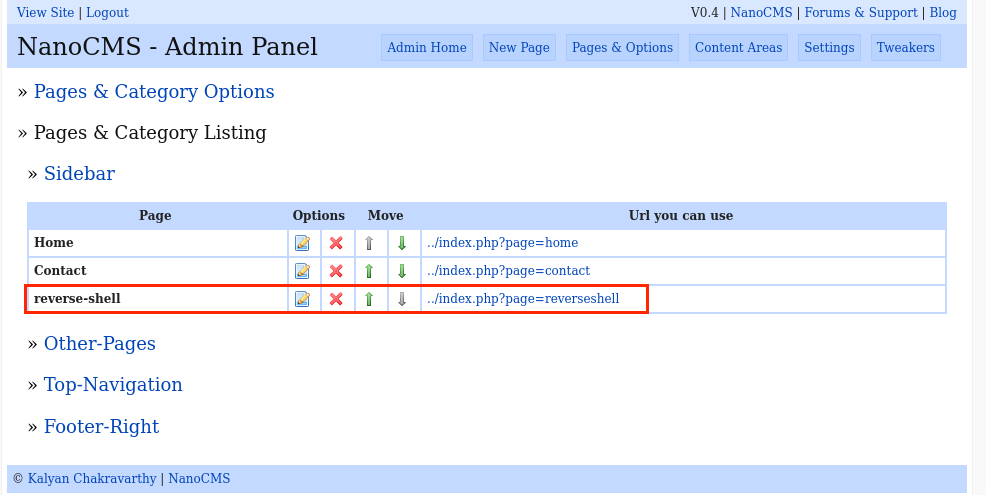 View Site | Logout
V0.4 | NanoCMS | Forums & Support | Blog
NanoCMS - Admin Panel
Admin Home New Page Pages & Options Content Areas Settings Tweakers
» Pages & Category Options
» Pages & Category Listing
» Sidebar
Page Options Move Url you can use
Home ../index.php?page=home
Contact ../index.php?page=contact
reverse-shell ../index.php?page=reverseshell
» Other-Pages
» Top-Navigation
» Footer-Right
© Kalyan Chakravarthy | NanoCMS